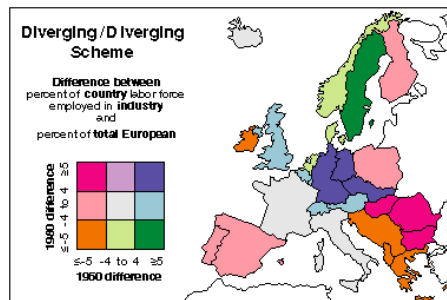 Diverging/Diverging
Scheme
Difference between
percent of country labor force
employed in industry
and
percent of total European
1980 difference
≥5
-4 to 4
≤-5
≤-5 -4 to 4 ≥5
1960 difference